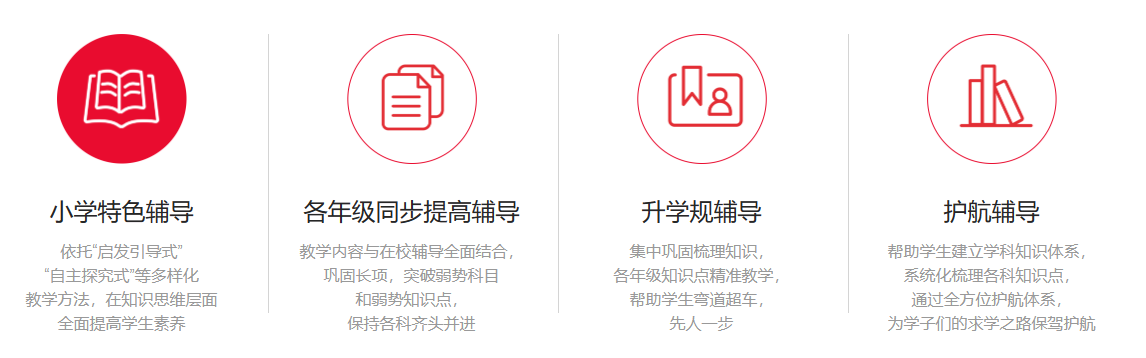 小学特色辅导
依托“启发引导式”
“自主探究式”等多样化
教学方法，在知识思维层面
全面提高学生素养
各年级同步提高辅导
教学内容与在校辅导全面结合，
巩固长项，突破弱势科目
和弱势知识点，
保持各科齐头并进
升学规辅导
集中巩固梳理知识，
各年级知识点精准教学，
帮助学生弯道超车，
先人一步
护航辅导
帮助学生建立学科知识体系，
系统化梳理各科知识点，
通过全方位护航体系，
为学子们的求学之路保驾护航